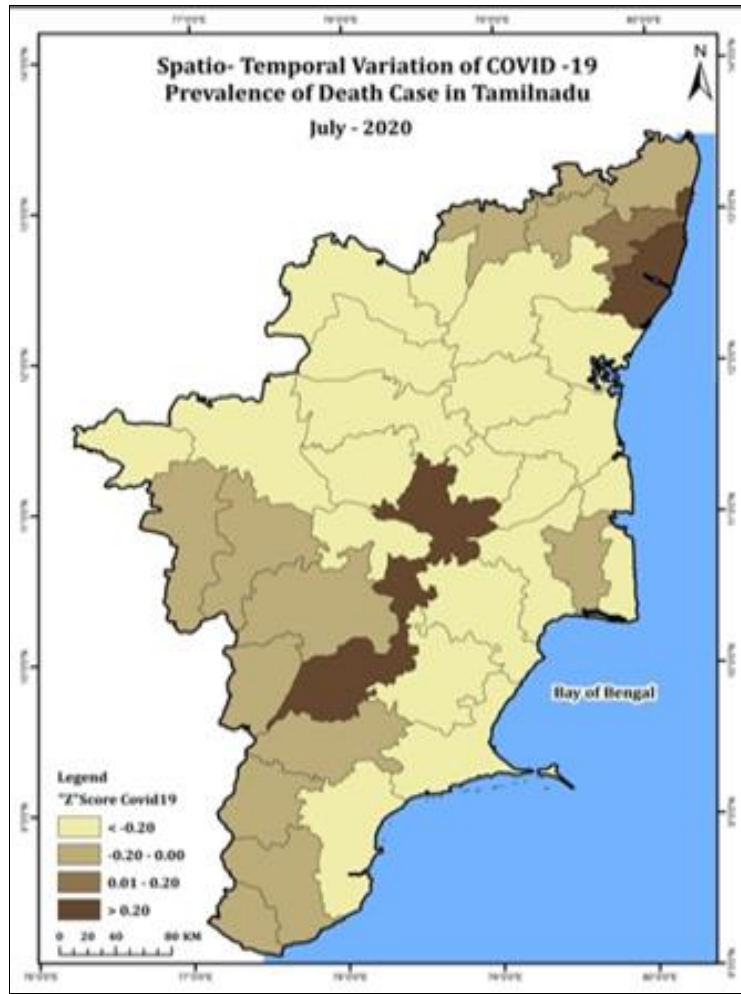 Spatio- Temporal Variation of COVID -19
Prevalence of Death Case in Tamilnadu
July - 2020
N
Bay of Bengal
Legend
"Z"Score Covid19
< -0.20
-0.20 - 0.00
0.01 - 0.20
> 0.20
0 20 40 80 KM